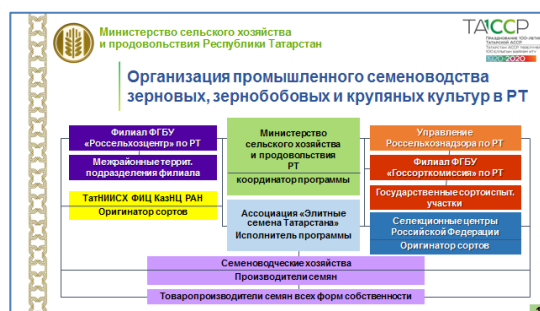 Министерство сельского хозяйства
и продовольствия Республики Татарстан
ТАССР
1920-2020
Организация промышленного семеноводства
зерновых, зернобобовых и крупяных культур в РТ
Филиал ФГБУ
«Россельхозцентр» по РТ
Межрайонные террит.
подразделения филиала
ТатНИИСХ ФИЦ КазНЦ РАН
Оригинатор сортов
Министерство
сельского хозяйства
и продовольствия
РТ
координатор программы
Ассоциация «Элитные
семена Татарстана»
Исполнитель программы
Управление
Россельхознадзора по РТ
Филиал ФГБУ
«Госсорткомиссия» по РТ
Государственные сортоиспыт.
участки
Селекционные центры
Российской Федерации
Оригинатор сортов
Семеноводческие хозяйства
Производители семян
Товаропроизводители семян всех форм собственности